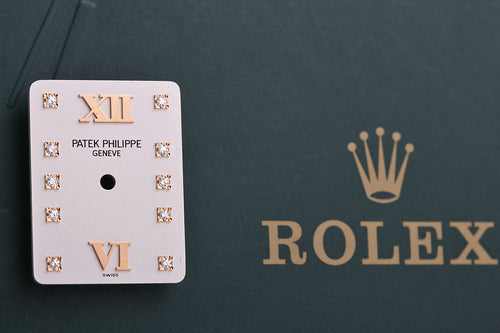 XII
PATEK PHILIPPE
GENEVE
VI
SWISS
ROLEX